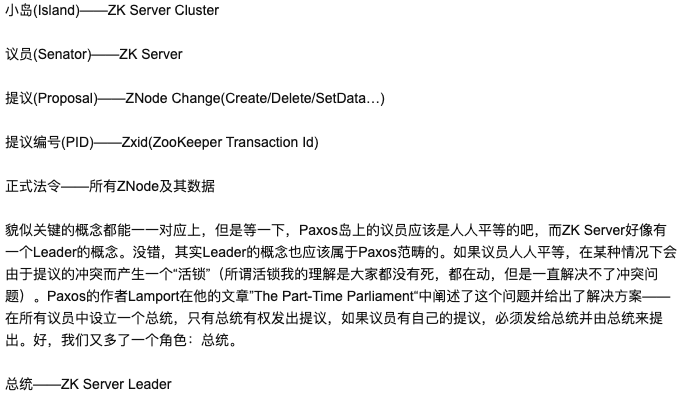 小岛(Island)——ZK Server Cluster
议员(Senator)——ZK Server
提议(Proposal)——ZNode Change(Create/Delete/SetData…)
提议编号(PID)——Zxid(ZooKeeper Transaction Id)
正式法令——所有ZNode及其数据
貌似关键的概念都能一一对应上，但是等一下，Paxos岛上的议员应该是人人平等的吧，而ZK Server好像有
一个Leader的概念。没错，其实Leader的概念也应该属于Paxos范畴的。如果议员人人平等，在某种情况下会
由于提议的冲突而产生一个“活锁”（所谓活锁我的理解是大家都没有死，都在动，但是一直解决不了冲突问
题）。Paxos的作者Lamport在他的文章”The Part-Time Parliament“中阐述了这个问题并给出了解决方案——
在所有议员中设立一个总统，只有总统有权发出提议，如果议员有自己的提议，必须发给总统并由总统来提
出。好，我们又多了一个角色：总统。
总统——ZK Server Leader